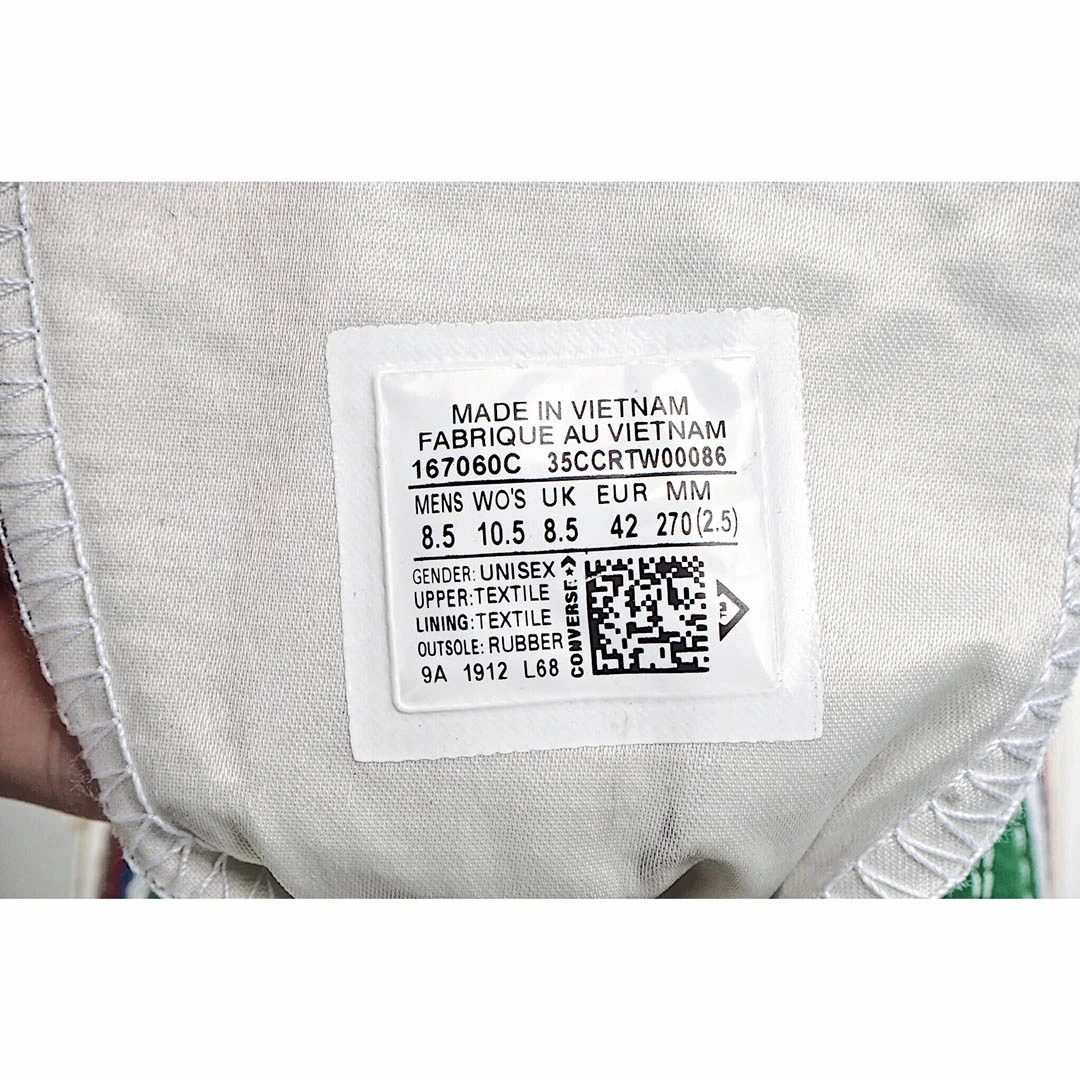 MADE IN VIETNAM
FABRIQUE AU VIETNAM
167060C 35CCRTW00086
MENS WO'S UK EUR MM
8.5 10.5 8.5 42 270(2.5)
GENDER: UNISEX
UPPER: TEXTILE
LINING: TEXTILE
OUTSOLE: RUBBER
9A 1912 L68
CONVERSE
TM